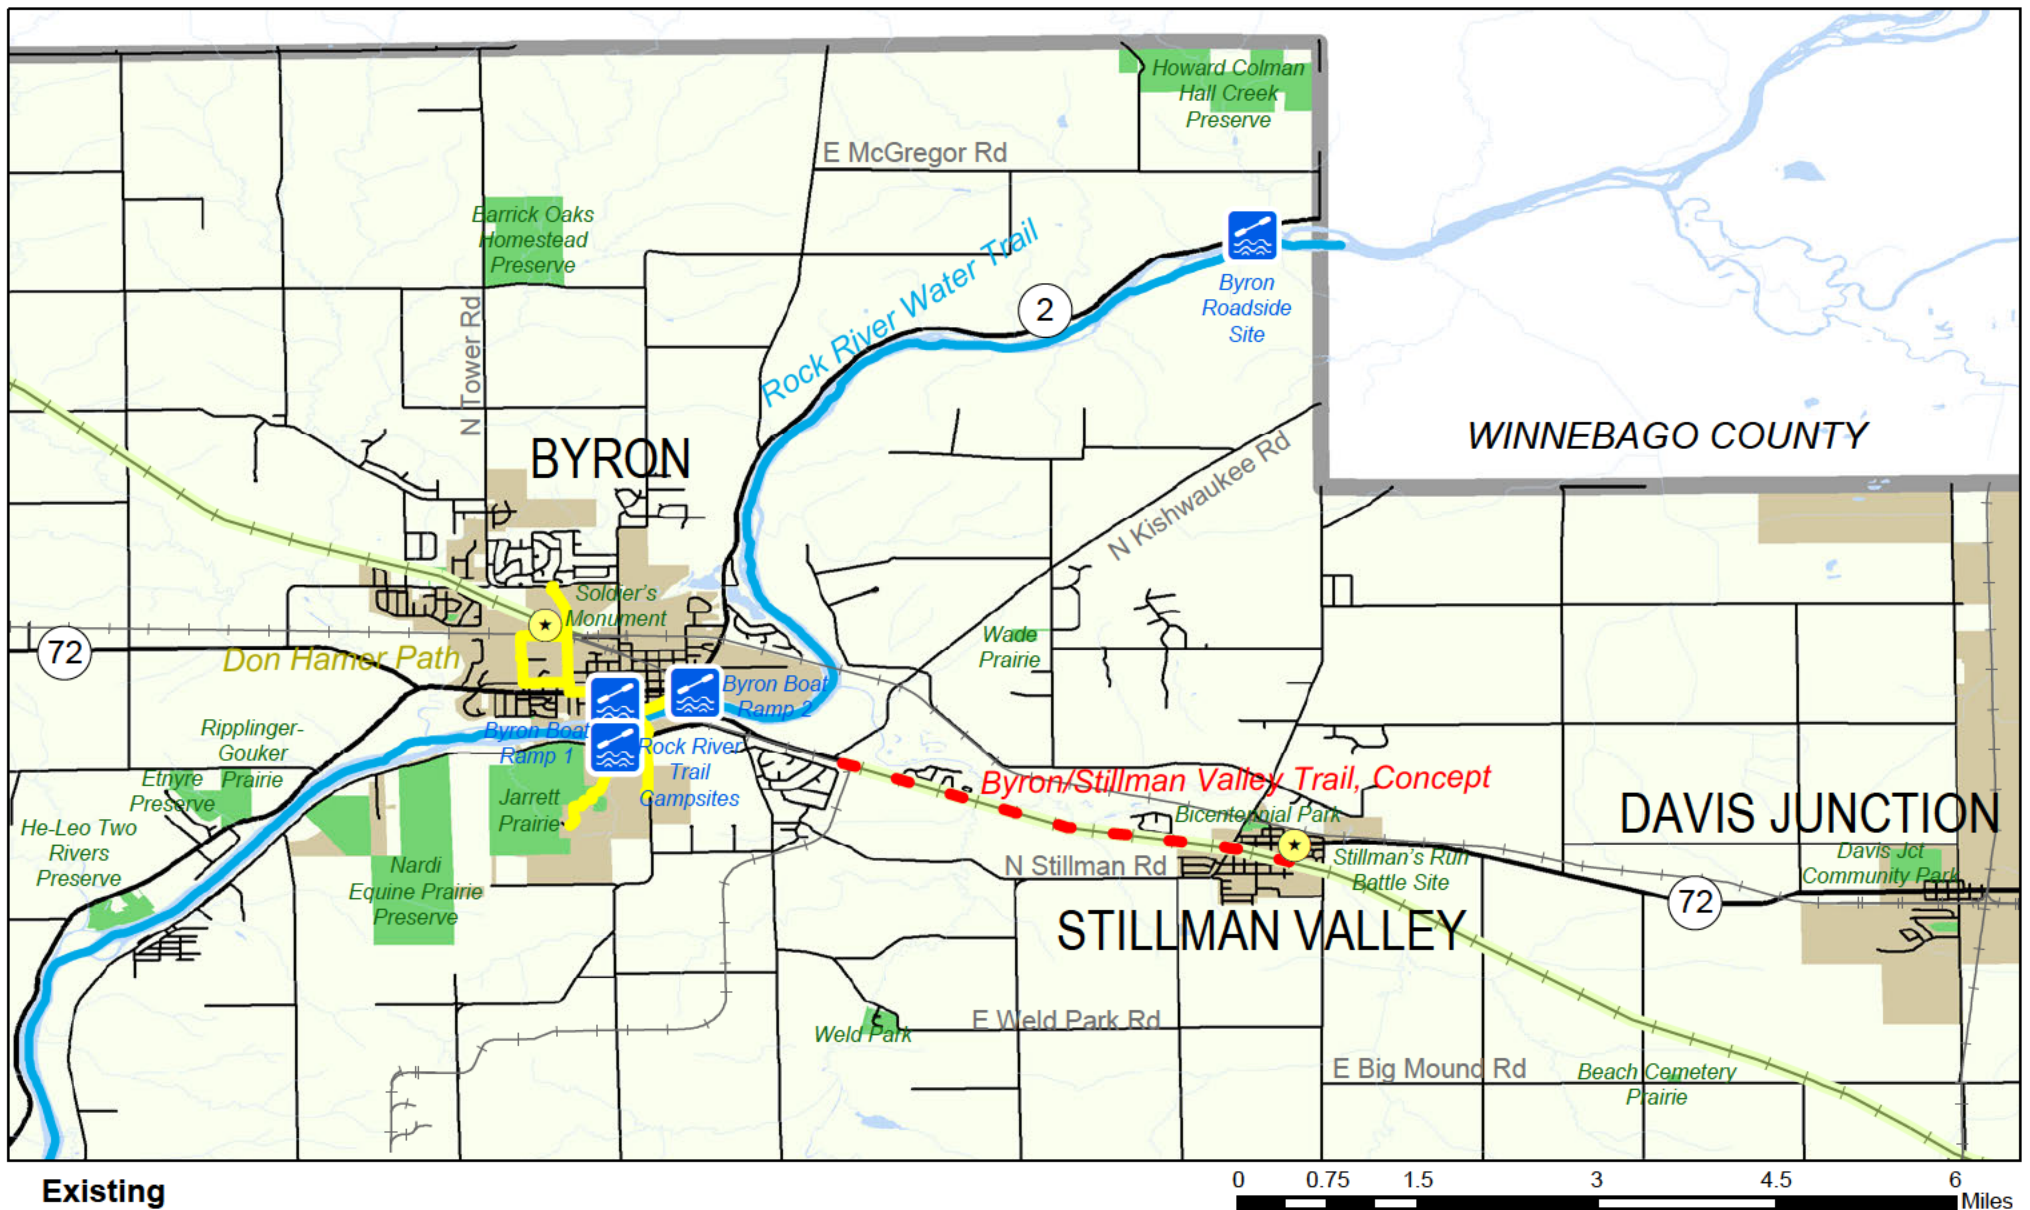 Howard Colman
Hall Creek
Preserve
E McGregor Rd
Barrick Oaks
Homestead
Preserve
Rock River Water Trail
2
Byron
Roadside
Site
N Tower Rd
BYRON
WINNEBAGO COUNTY
N Kishwaukee Rd
Soldier's
Monument
72
Don Hamer Path
Wade
Prairie
Byron Boat
Ramp 2
Byron Boat
Ramp 1
Rock River
Trail
Campsites
Ripplinger-
Gouker
Prairie
Etnyre
Preserve
Jarrett
Prairie
Byron/Stillman Valley Trail, Concept
Bicentennial Park
DAVIS JUNCTION
He-Leo Two
Rivers
Preserve
Nardi
Equine Prairie
Preserve
N Stillman Rd
Stillman's Run
Battle Site
Davis Jct
Community Park
72
STILLMAN VALLEY
Weld Park
E Weld Park Rd
E Big Mound Rd
Beach Cemetery
Prairie
Existing
0 0.75 1.5 3 4.5 6
Miles